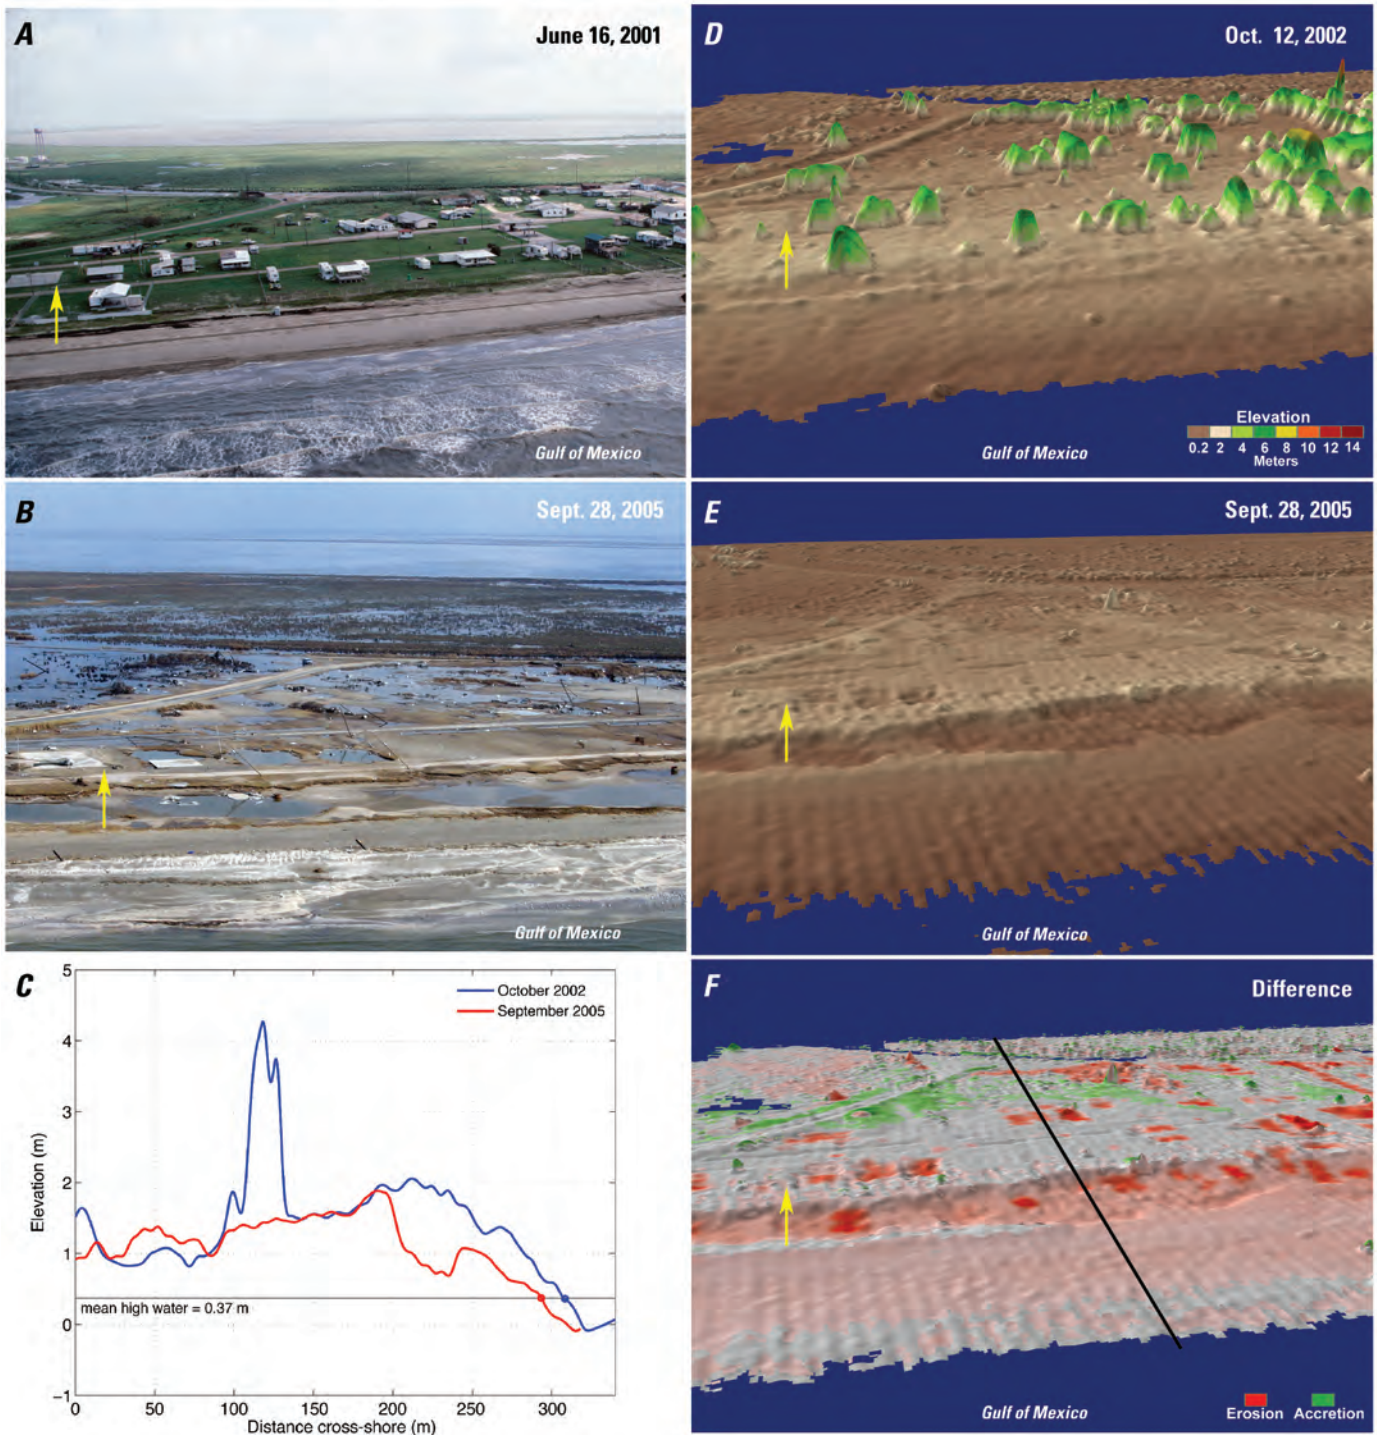 A
June 16, 2001
Gulf of Mexico
B
Sept. 28, 2005
Gulf of Mexico
C
5
4
3
2
1
0
−1
Elevation (m)
October 2002
September 2005
mean high water = 0.37 m
0 50 100 150 200 250 300
Distance cross-shore (m)
D
Oct. 12, 2002
Elevation
0.2 2 4 6 8 10 12 14
Meters
Gulf of Mexico
E
Sept. 28, 2005
Gulf of Mexico
F
Difference
Gulf of Mexico
Erosion Accretion